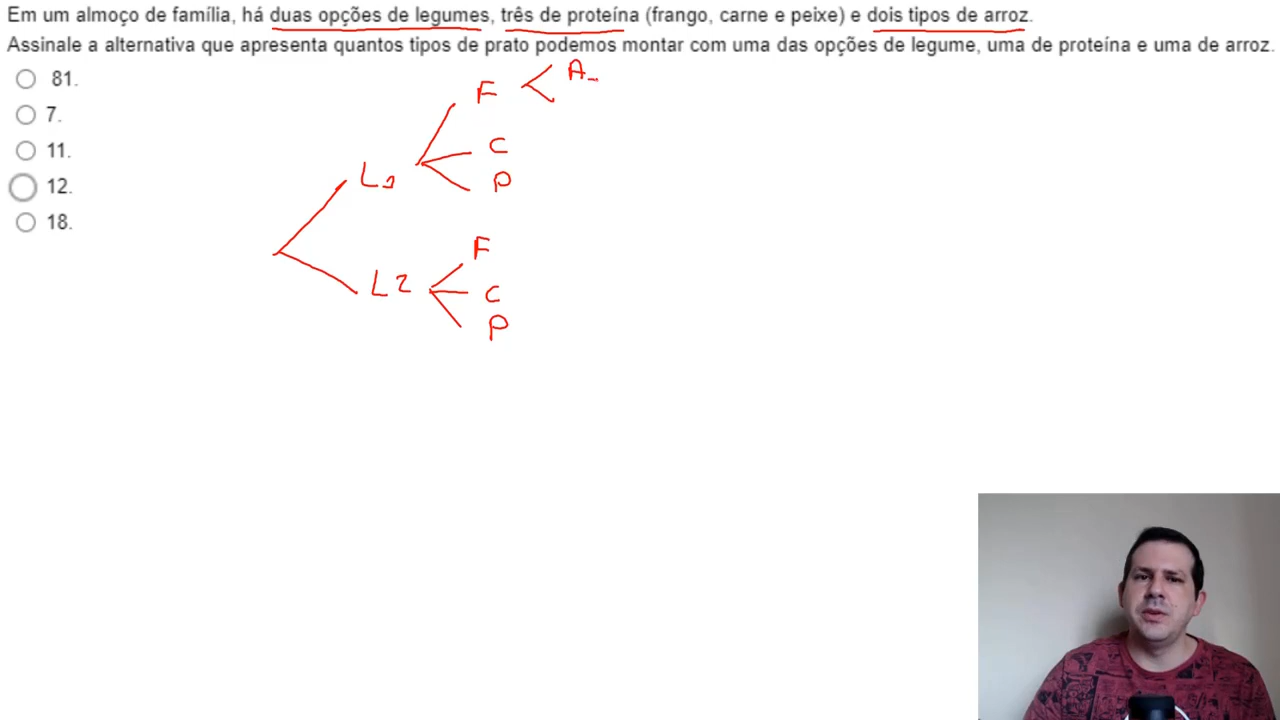 Em um almoço de família, há duas opções de legumes, três de proteína (frango, carne e peixe) e dois tipos de arroz.
Assinale a alternativa que apresenta quantos tipos de prato podemos montar com uma das opções de legume, uma de proteína e uma de arroz.
81.
7.
11.
12.
18.
F A
C
L1
P
F
L2
C
P